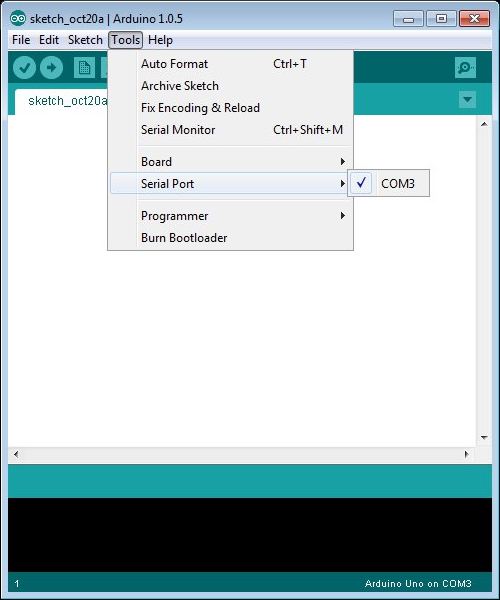 sketch_oct20a | Arduino 1.0.5
File Edit Sketch Tools Help
sketch_oct20a
Auto Format Ctrl+T
Archive Sketch
Fix Encoding & Reload
Serial Monitor Ctrl+Shift+M
Board
Serial Port
COM3
Programmer
Burn Bootloader
1 Arduino Uno on COM3